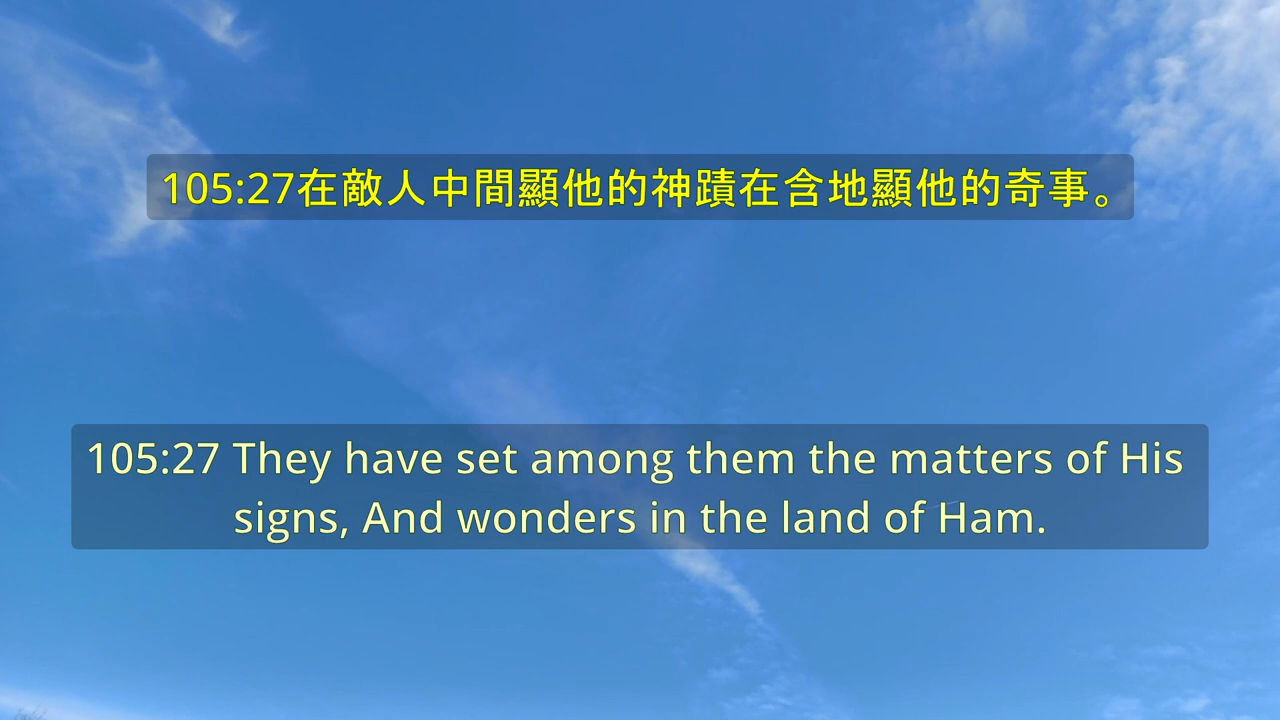 105:27在敵人中間顯他的神蹟在含地顯他的奇事。
105:27 They have set among them the matters of His
signs, And wonders in the land of Ham.